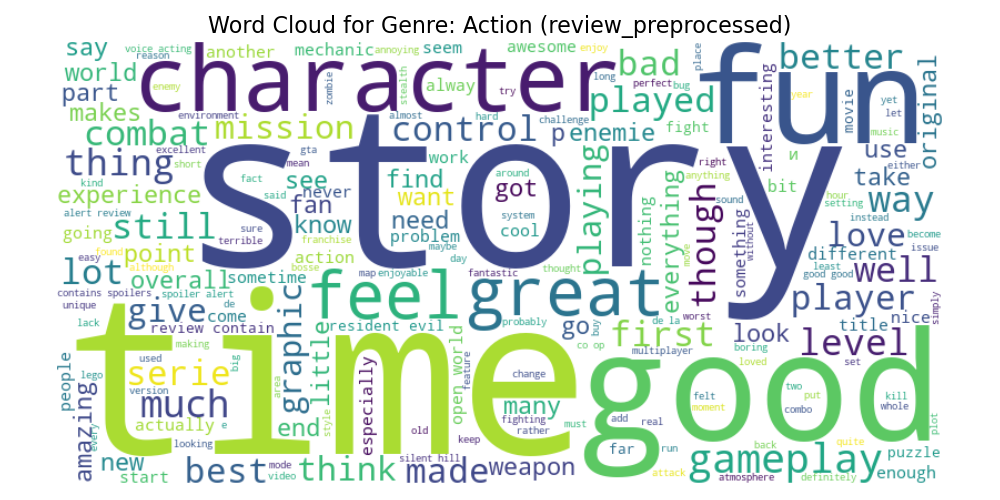 Word Cloud for Genre: Action (review_preprocessed)
say
voice acting
another
mechanic
annoying
seem
awesome
enjoy
place
better
reason
character
zombie
stealth
alway
long
try
bad
perfect
bug
fun
interesting
movie
year
yet
let
original
world
enemy
part
makes
environment
played
combat
mission
almost
control
hard
challenge
p
enemie
fight
music
either
thing
excellent
short
gta
mean
story
work
around
right
anything
и
bit
use
take
hour
setting
experience
kind
fact
see
never
find
want
got
system
cool
playing
nothing
everything
though
sound
something
without
way
alert review
said
fan
need
love
instead
become
going
still
sure
know
problem
maybe
day
move
different
issue
found
point
terrible
franchise
action
lot
easy
although
overall
sometime
bosse
map
enjoyable
fantastic
thought
least
good good
well
contains spoilers
spoiler alert
unique
de
feel
great
worst
player
simply
lack
give
come
graphic
little
president evil
probably
go
buy
first
de la
look
title
nice
review contain
time
co op
multiplayer
boring
level
people
making
used
lego
version
big
area
serie
style
especially
open world
feature
change
good
loved
set
two
put
kill
whole
plot
amazing
much
many
felt
moment
combo
every
actually
e
end
old
fighting
rather
must
add
real
looking
keep
far
run
back
quite
puzzle
new
start
best
mode
video
think
silent hill
made
weapon
attack
gameplay
atmosphere
definitely
enough